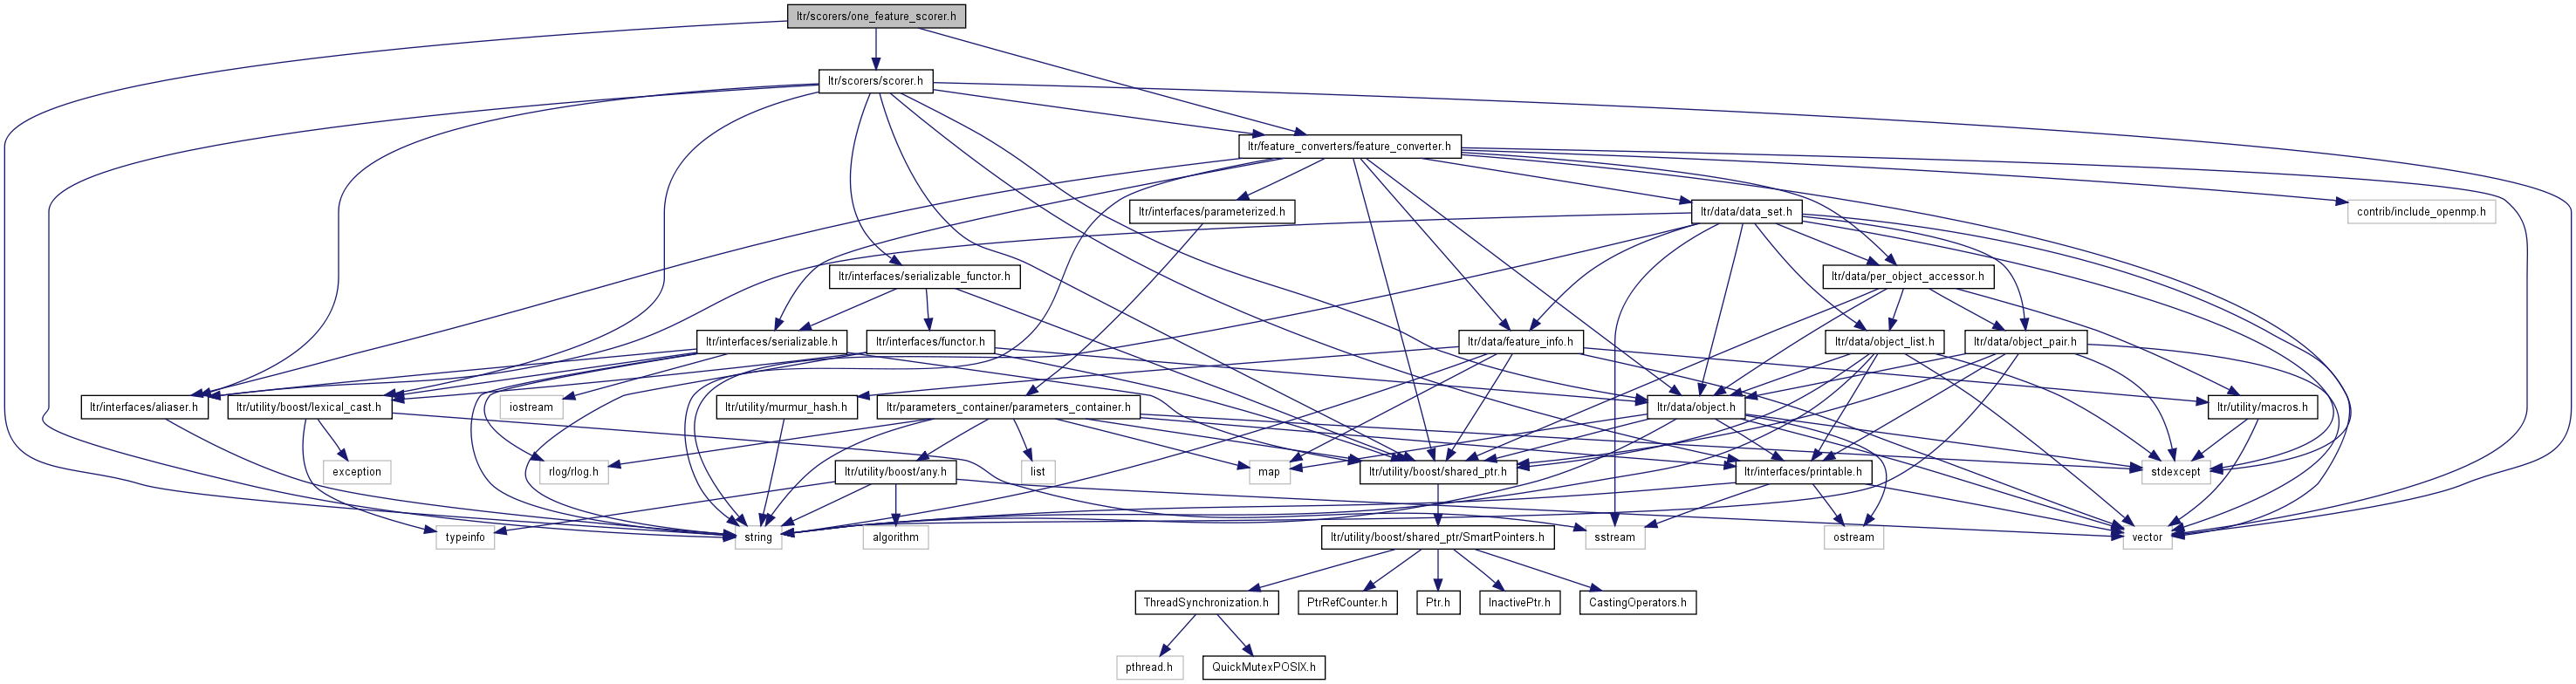 ltr/scorers/one_feature_scorer.h
ltr/scorers/scorer.h
ltr/feature_converters/feature_converter.h
ltr/interfaces/parameterized.h
ltr/data/data_set.h
contrib/include_openmp.h
ltr/interfaces/serializable_functor.h
ltr/data/per_object_accessor.h
ltr/interfaces/serializable.h
ltr/interfaces/functor.h
ltr/data/feature_info.h
ltr/data/object_list.h
ltr/data/object_pair.h
ltr/interfaces/aliaser.h
ltr/utility/boost/lexical_cast.h
iostream
ltr/utility/murmur_hash.h
ltr/parameters_container/parameters_container.h
ltr/data/object.h
ltr/utility/macros.h
exception
rlog/rlog.h
ltr/utility/boost/any.h
list
map
ltr/utility/boost/shared_ptr.h
ltr/interfaces/printable.h
stdexcept
typeinfo
string
algorithm
ltr/utility/boost/shared_ptr/SmartPointers.h
sstream
ostream
vector
ThreadSynchronization.h
PtrRefCounter.h
Ptr.h
InactivePtr.h
CastingOperators.h
pthread.h
QuickMutexPOSIX.h